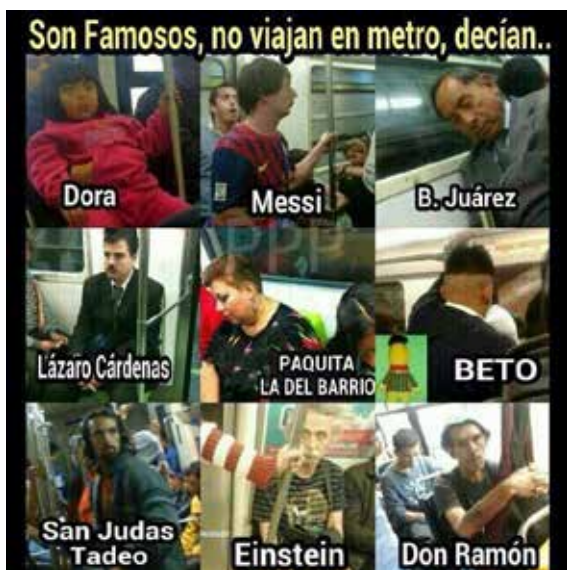 Son Famosos, no viajan en metro, decían..
Dora
Messi
B. Juárez
Lázaro Cárdenas
PAQUITA
LA DEL BARRIO
BETO
San Judas
Tadeo
Einstein
Don Ramón